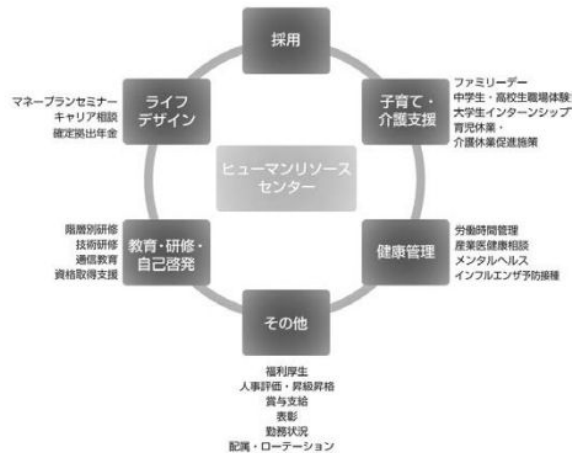 採用
ライフ
デザイン
マネープランセミナー
キャリア相談
確定拠出年金
子育て・
介護支援
ファミリーデー
中学生・高校生職場体験
大学生インターンシップ
育児休業・
介護休業促進施策
ヒューマンリソース
センター
階層別研修
技術研修
通信教育
資格取得支援
教育・研修・
自己啓発
健康管理
労働時間管理
産業医健康相談
メンタルヘルス
インフルエンザ予防接種
その他
福利厚生
人事評価・昇級昇格
賞与支給
表彰
勤務状況
配属・ローテーション